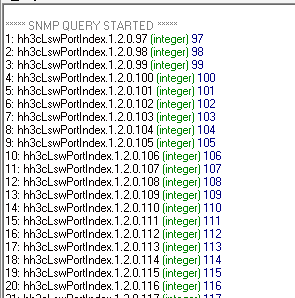 ***** SNMP QUERY STARTED *****
1: hh3cLswPortIndex.1.2.0.97 (integer) 97
2: hh3cLswPortIndex.1.2.0.98 (integer) 98
3: hh3cLswPortIndex.1.2.0.99 (integer) 99
4: hh3cLswPortIndex.1.2.0.100 (integer) 100
5: hh3cLswPortIndex.1.2.0.101 (integer) 101
6: hh3cLswPortIndex.1.2.0.102 (integer) 102
7: hh3cLswPortIndex.1.2.0.103 (integer) 103
8: hh3cLswPortIndex.1.2.0.104 (integer) 104
9: hh3cLswPortIndex.1.2.0.105 (integer) 105
10: hh3cLswPortIndex.1.2.0.106 (integer) 106
11: hh3cLswPortIndex.1.2.0.107 (integer) 107
12: hh3cLswPortIndex.1.2.0.108 (integer) 108
13: hh3cLswPortIndex.1.2.0.109 (integer) 109
14: hh3cLswPortIndex.1.2.0.110 (integer) 110
15: hh3cLswPortIndex.1.2.0.111 (integer) 111
16: hh3cLswPortIndex.1.2.0.112 (integer) 112
17: hh3cLswPortIndex.1.2.0.113 (integer) 113
18: hh3cLswPortIndex.1.2.0.114 (integer) 114
19: hh3cLswPortIndex.1.2.0.115 (integer) 115
20: hh3cLswPortIndex.1.2.0.116 (integer) 116